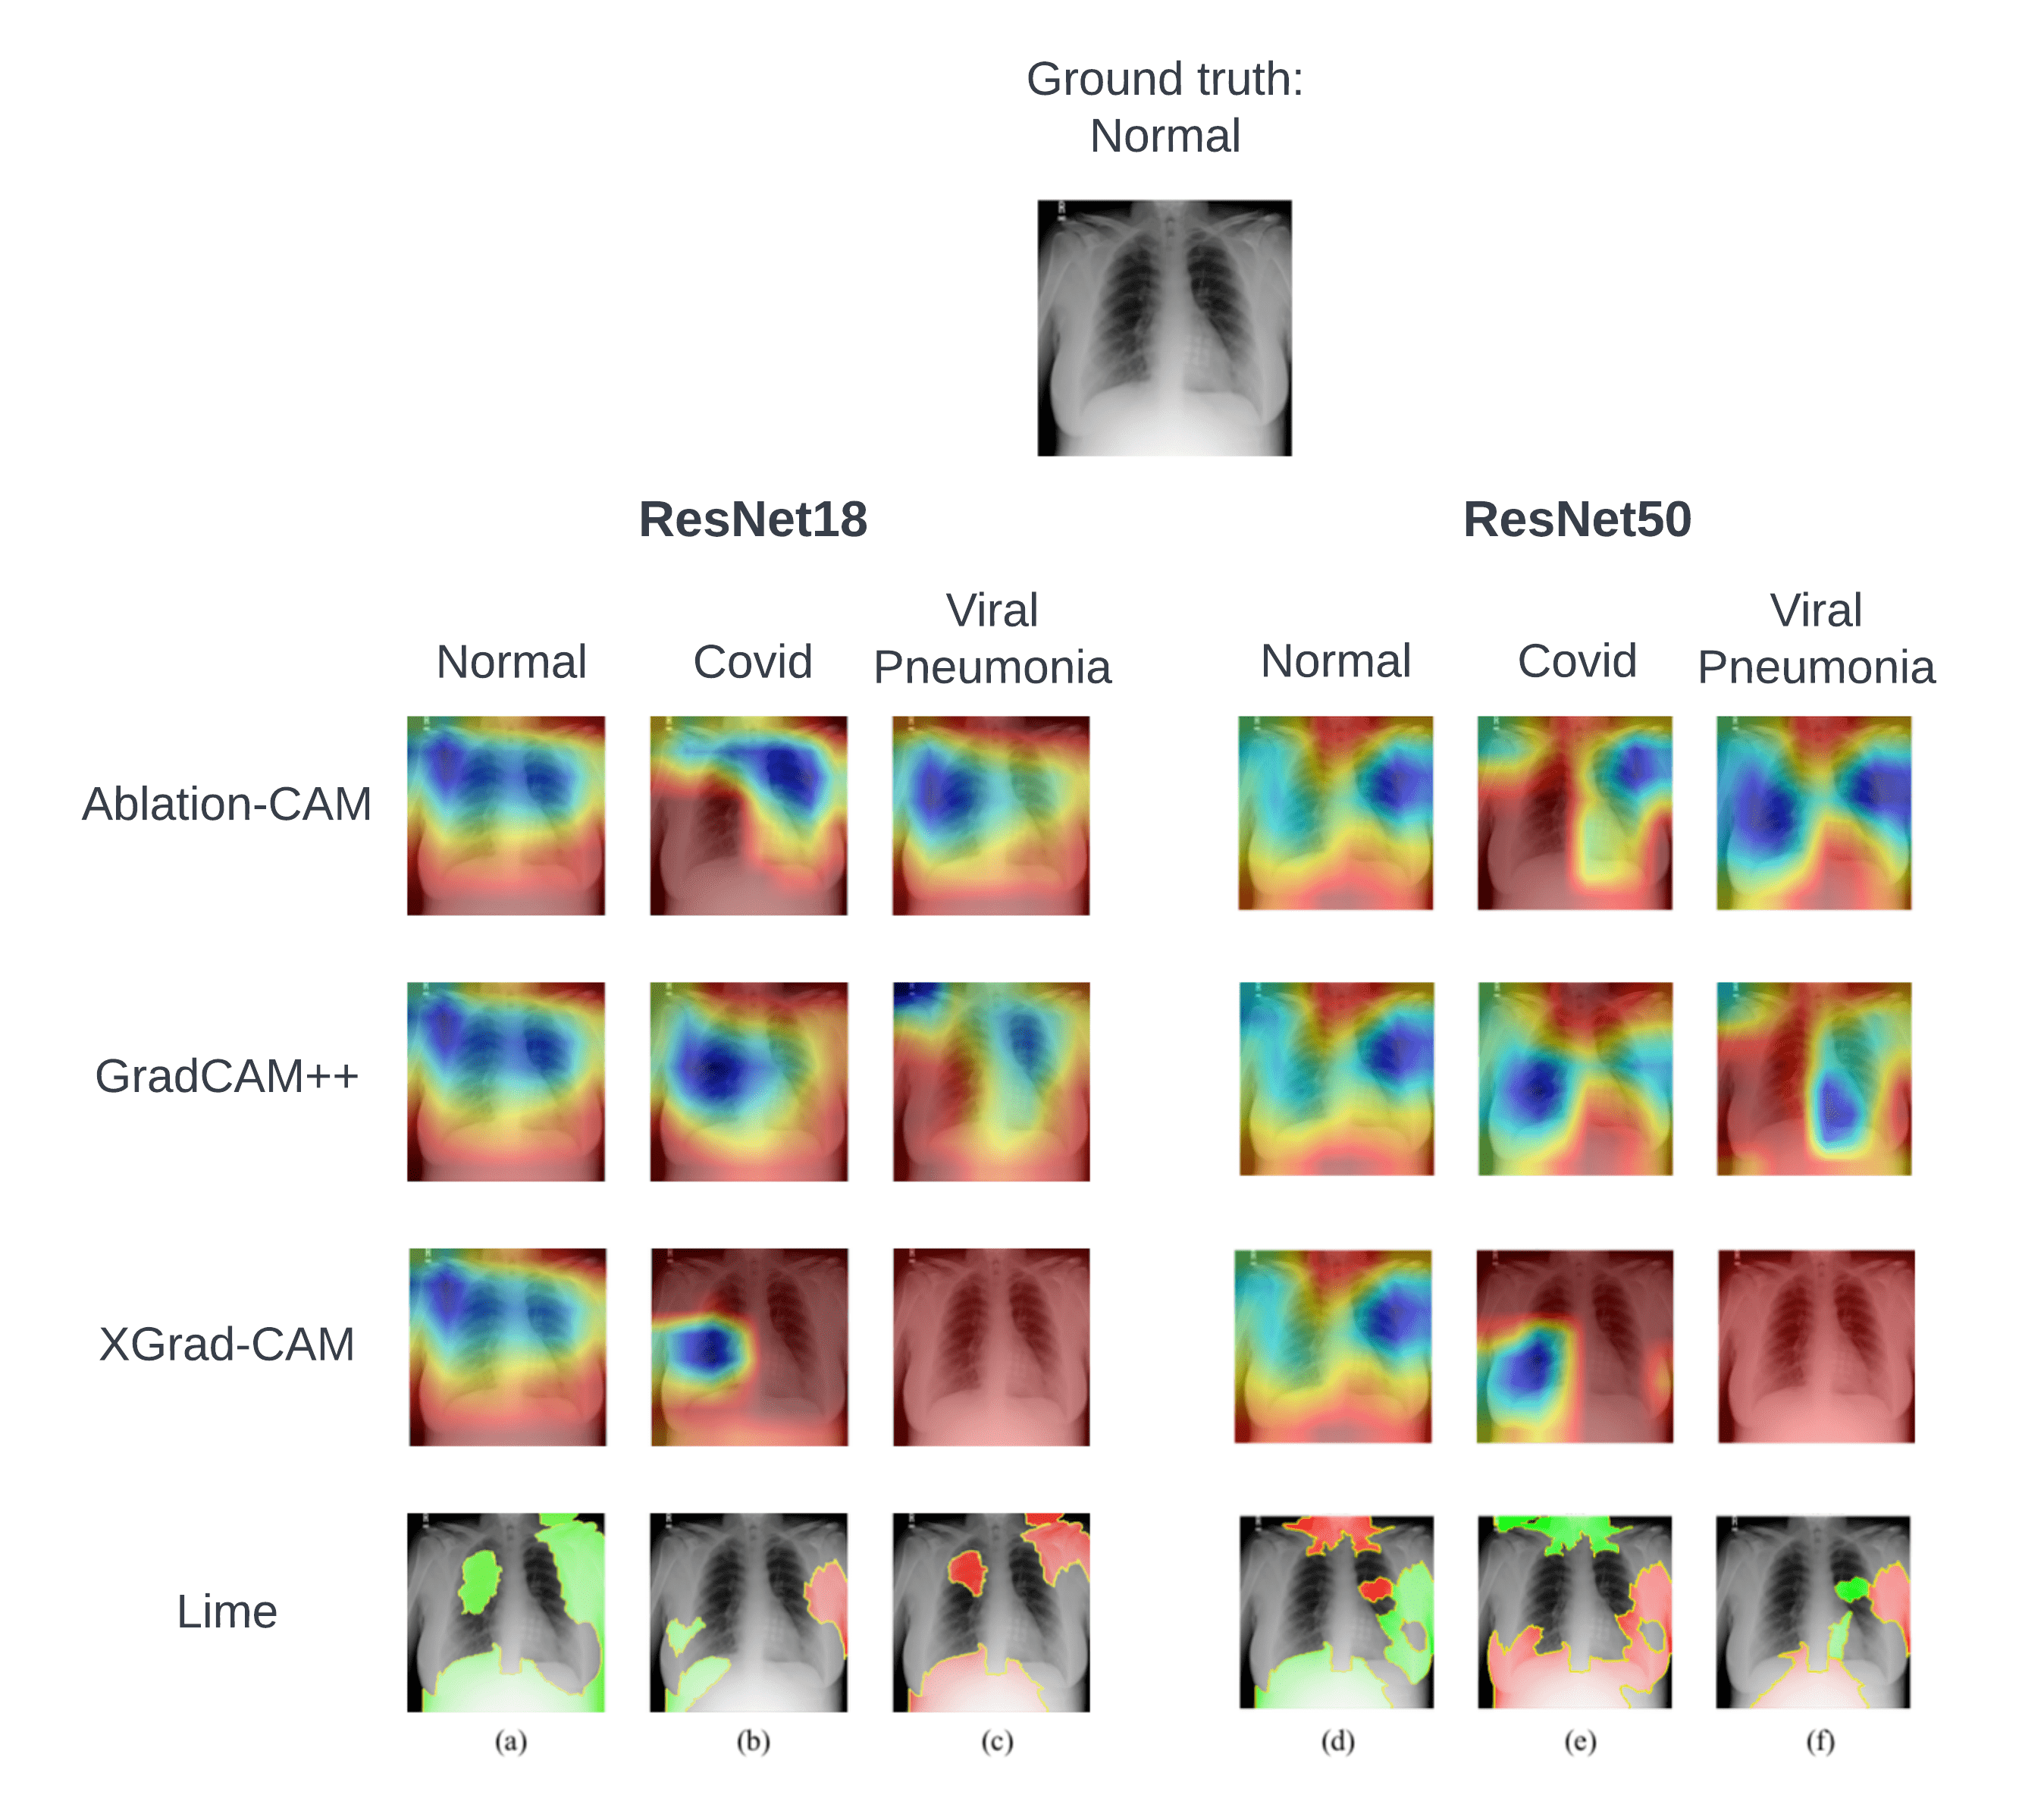 Ground truth:
Normal
ResNet18
ResNet50
Normal
Covid
Viral
Pneumonia
Normal
Covid
Viral
Pneumonia
Ablation-CAM
GradCAM++
XGrad-CAM
Lime
(a)
(b)
(c)
(d)
(e)
(f)